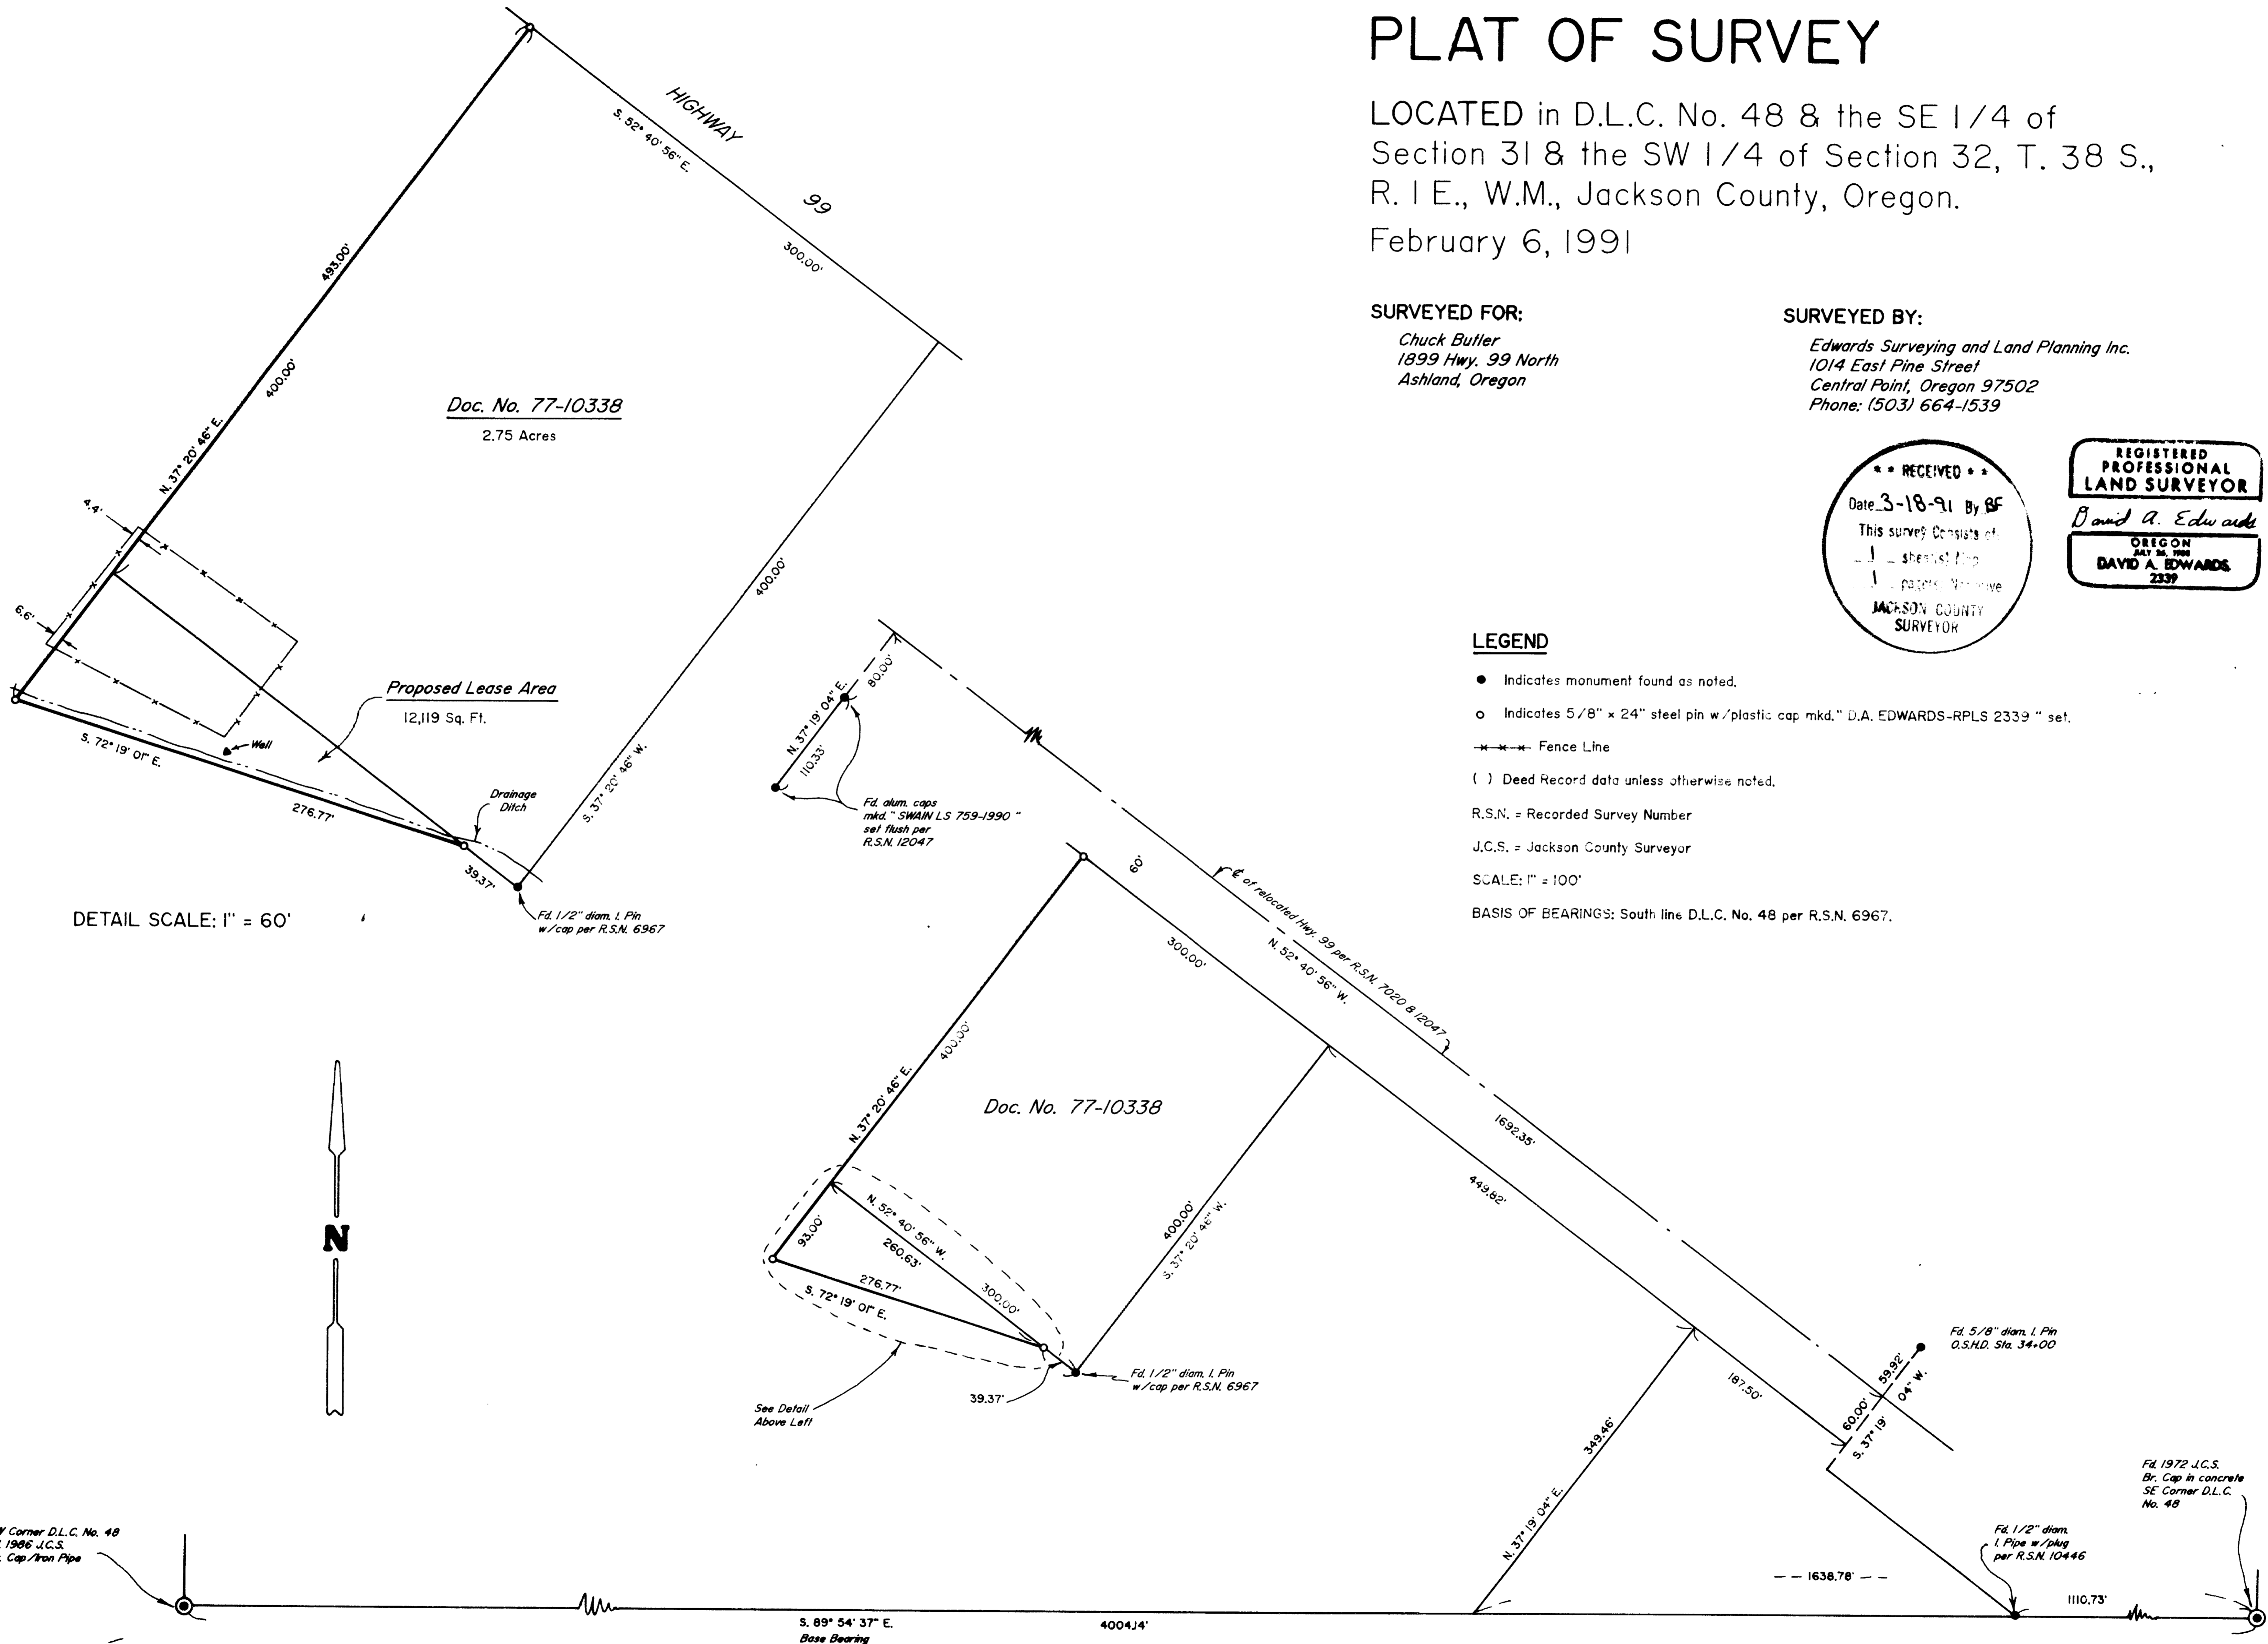 PLAT OF SURVEY
LOCATED in D.L.C. No. 48 & the SE 1/4 of
Section 31 & the SW 1/4 of Section 32, T. 38 S.,
R. 1 E., W.M., Jackson County, Oregon.
February 6, 1991
SURVEYED FOR:
Chuck Butler
1899 Hwy. 99 North
Ashland, Oregon
SURVEYED BY:
Edwards Surveying and Land Planning Inc.
1014 East Pine Street
Central Point, Oregon 97502
Phone: (503) 664-1539
* * RECEIVED * *
Date 3-18-91 By BF
This survey Consists of:
1 sheet(s) Map
1 page(s) Narrative
JACKSON COUNTY
SURVEYOR
REGISTERED
PROFESSIONAL
LAND SURVEYOR
David A. Edwards
OREGON
JULY 26, 1988
DAVID A. EDWARDS
2339
LEGEND
Indicates monument found as noted.
Indicates 5/8" x 24" steel pin w/plastic cap mkd." D.A. EDWARDS-RPLS 2339 " set.
Fence Line
( ) Deed Record data unless otherwise noted.
R.S.N. = Recorded Survey Number
J.C.S. = Jackson County Surveyor
SCALE: 1" = 100'
BASIS OF BEARINGS: South line D.L.C. No. 48 per R.S.N. 6967.
HIGHWAY 99
S. 52° 40' 56" E.
300.00'
493.00'
400.00'
N. 37° 20' 46" E.
Doc. No. 77-10338
2.75 Acres
4.4'
6.6'
400.00'
S. 37° 20' 46" W.
Proposed Lease Area
12,119 Sq. Ft.
Well
S. 72° 19' 01" E.
276.77'
Drainage
Ditch
39.37'
Fd. 1/2" diam. I. Pin
w/cap per R.S.N. 6967
DETAIL SCALE: 1" = 60'
80.00'
N. 37° 19' 04" E.
110.33'
Fd. alum. caps
mkd. " SWAIN LS 759-1990 "
set flush per
R.S.N. 12047
60'
℄ of relocated Hwy. 99 per R.S.N. 7020 & 12047
N. 52° 40' 56" W.
300.00'
400.00'
N. 37° 20' 46" E.
Doc. No. 77-10338
1692.35'
449.82'
400.00'
S. 37° 20' 46" W.
N. 52° 40' 56" W.
260.63'
93.00'
276.77'
S. 72° 19' 01" E.
300.00'
39.37'
Fd. 1/2" diam. I. Pin
w/cap per R.S.N. 6967
See Detail
Above Left
N
Fd. 5/8" diam. I. Pin
O.S.H.D. Sta. 34+00
59.92'
60.00'
S. 37° 19' 04" W.
187.50'
349.46'
N. 37° 19' 04" E.
Fd. 1972 J.C.S.
Br. Cap in concrete
SE Corner D.L.C.
No. 48
Fd. 1/2" diam.
I. Pipe w/plug
per R.S.N. 10446
1638.78'
1110.73'
Corner D.L.C. No. 48
1986 J.C.S.
Cap/Iron Pipe
S. 89° 54' 37" E.
4004.14'
Base Bearing